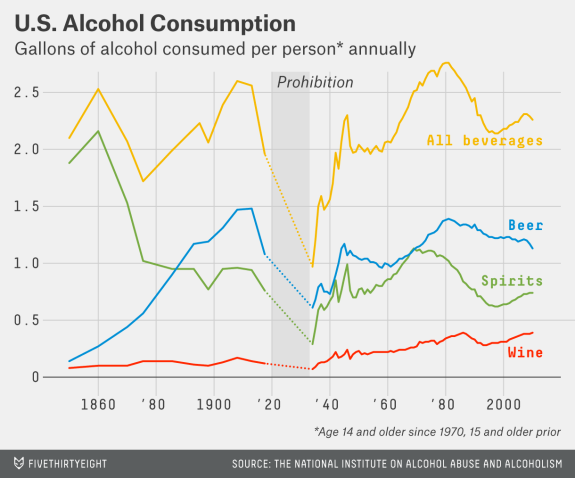 U.S. Alcohol Consumption
Gallons of alcohol consumed per person* annually
Prohibition
2.5
All beverages
2.0
1.5
Beer
1.0
Spirits
0.5
Wine
0
1860 '80 1900 '20 '40 '60 '80 2000
*Age 14 and older since 1970, 15 and older prior
FIVETHIRTYEIGHT SOURCE: THE NATIONAL INSTITUTE ON ALCOHOL ABUSE AND ALCOHOLISM